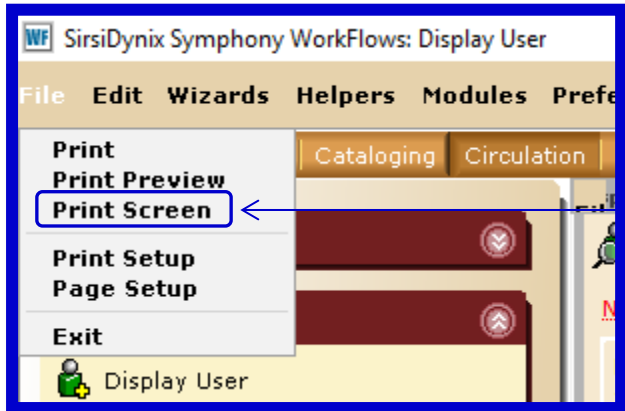 WF SirsiDynix Symphony WorkFlows: Display User
File Edit Wizards Helpers Modules Prefe
Print
Print Preview
Print Screen
Print Setup
Page Setup
Exit
Cataloging Circulation
N
Display User